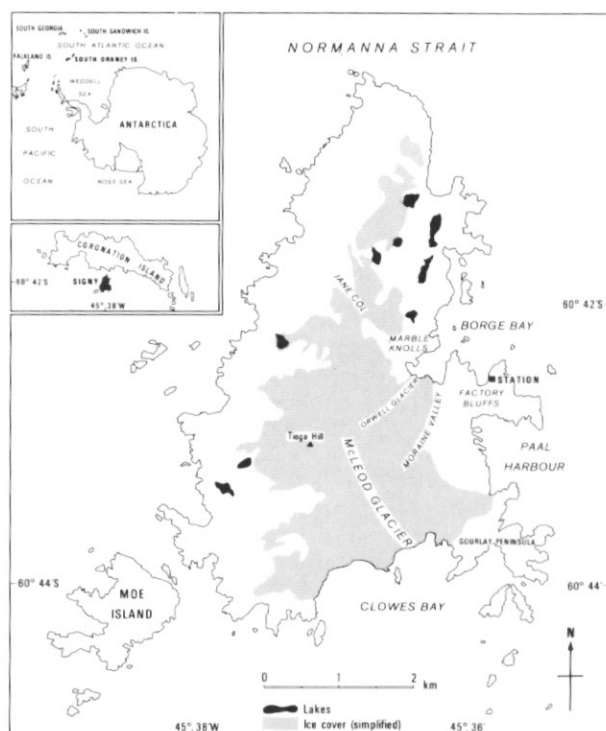 SOUTH GEORGIA
SOUTH SANDWICH IS
SOUTH ATLANTIC OCEAN
FALKLAND IS
SOUTH ORKNEY IS
WEDDELL
SEA
ANTARCTICA
SOUTH
PACIFIC
OCEAN
ROSS SEA
CORONATION ISLAND
60° 42'S
SIGNY
45°,38'W
NORMANNA STRAIT
60° 42'S
JANE COL
BORGE BAY
MARBLE
KNOLLS
STATION
ORWELL GLACIER
FACTORY
BLUFFS
MORAINE VALLEY
Tioga Hill
McLEOD GLACIER
PAAL
HARBOUR
GOURLAY PENINSULA
60° 44'S
60° 44'
MOE
ISLAND
CLOWES BAY
N
0
2
km
Lakes
Ice cover (simplified)
45°,38'W
45°,36'